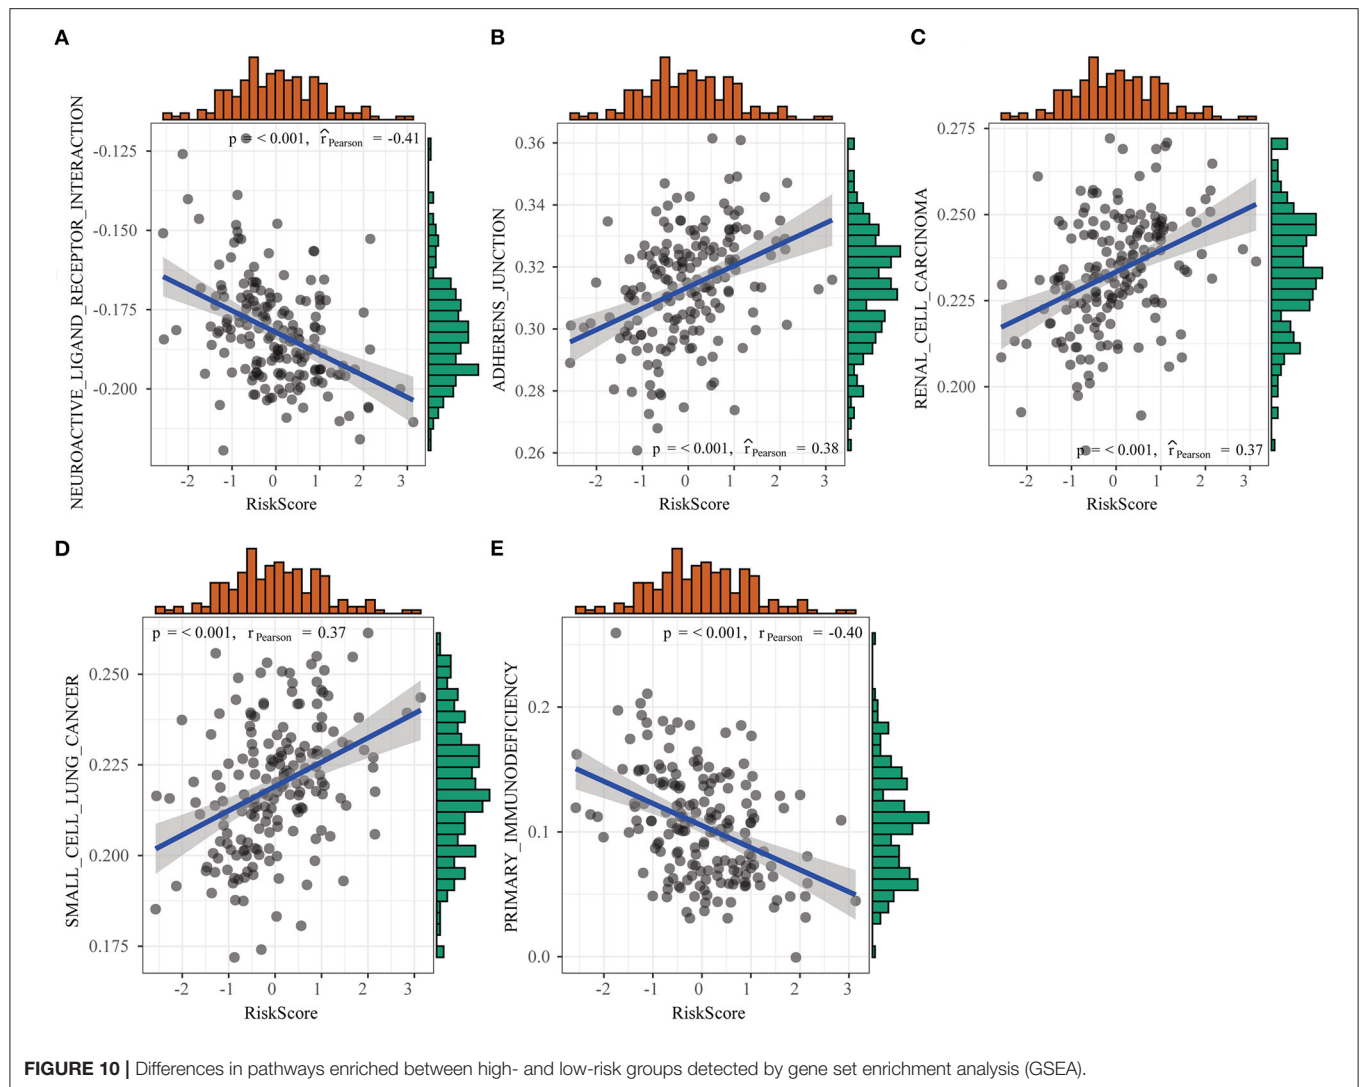 A
B
C
NEUROACTIVE_LIGAND_RECEPTOR_INTERACTION
p = < 0.001, r̂ Pearson = -0.41
-0.125
-0.150
-0.175
-0.200
-2 -1 0 1 2 3
RiskScore
ADHERENS_JUNCTION
0.36
0.34
0.32
0.30
0.28
0.26
p = < 0.001, r̂ Pearson = 0.38
-2 -1 0 1 2 3
RiskScore
RENAL_CELL_CARCINOMA
0.275
0.250
0.225
0.200
p = < 0.001, r̂ Pearson = 0.37
-2 -1 0 1 2 3
RiskScore
D
E
SMALL_CELL_LUNG_CANCER
p = < 0.001, r Pearson = 0.37
0.250
0.225
0.200
0.175
-2 -1 0 1 2 3
RiskScore
PRIMARY_IMMUNODEFICIENCY
p = < 0.001, r Pearson = -0.40
0.2
0.1
0.0
-2 -1 0 1 2 3
RiskScore
FIGURE 10 | Differences in pathways enriched between high- and low-risk groups detected by gene set enrichment analysis (GSEA).